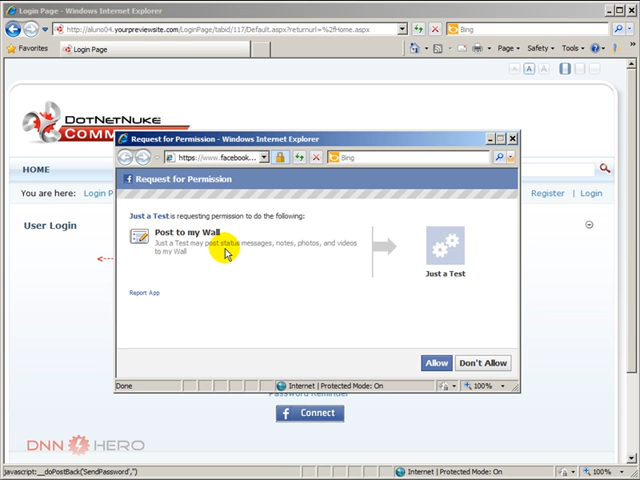 Login Page - Windows Internet Explorer
http://aluno04.yourpreviewsite.com/LoginPage/tabid/117/Default.aspx?returnurl=%2fHome.aspx
Bing
Favorites
Login Page
Page
Safety
Tools
A
A
A
DOTNETNUKE
COMM
HOME
You are here:
Login P
Register
Login
User Login
<--
Request for Permission - Windows Internet Explorer
https://www.facebook...
Bing
Request for Permission
Just a Test is requesting permission to do the following:
Post to my Wall
Just a Test may post status messages, notes, photos, and videos
to my Wall
Just a Test
Report App
Allow
Don't Allow
Done
Internet | Protected Mode: On
100%
Password Reminder
Connect
DNN HERO
javascript:__doPostBack('SendPassword','')
Internet | Protected Mode: On
100%